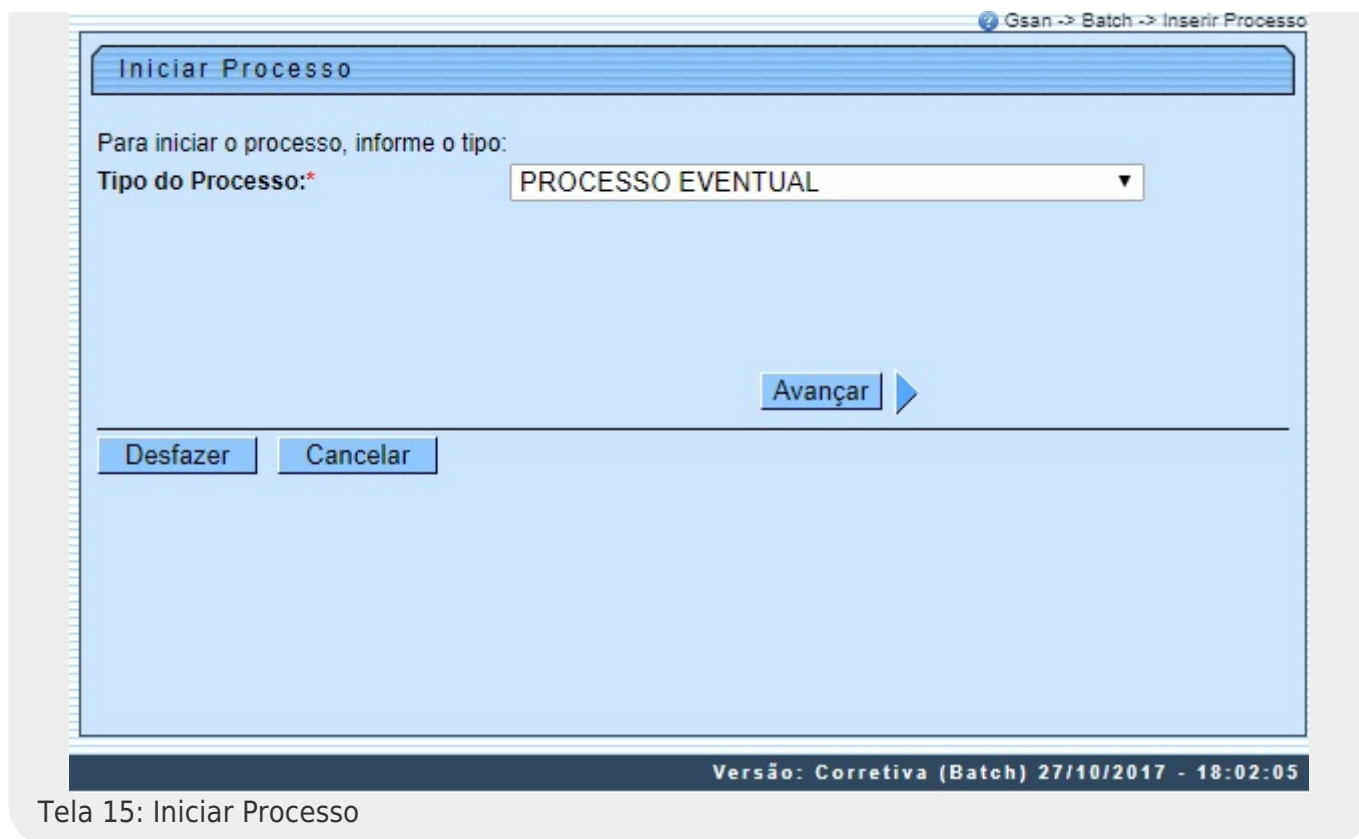 Gsan -> Batch -> Inserir Processo
Iniciar Processo
Para iniciar o processo, informe o tipo:
Tipo do Processo:* PROCESSO EVENTUAL
Avançar
Desfazer Cancelar
Versão: Corretiva (Batch) 27/10/2017 - 18:02:05
Tela 15: Iniciar Processo